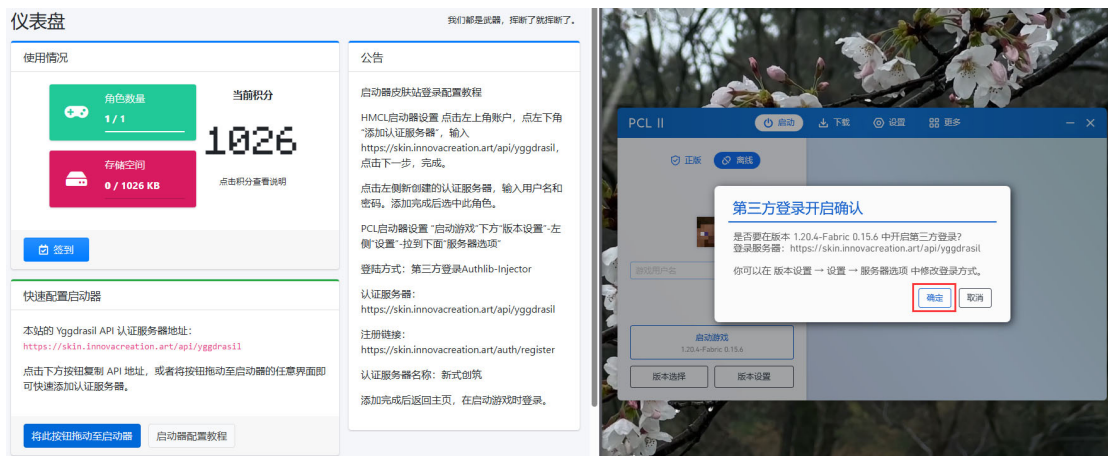 仪表盘
我们都是武器，挥断了就挥断了。
使用情况
角色数量
1 / 1
存储空间
0 / 1026 KB
当前积分
1026
点击积分查看说明
签到
快速配置启动器
本站的 Yggdrasil API 认证服务器地址：
https://skin.innovacreation.art/api/yggdrasil
点击下方按钮复制 API 地址，或者将按钮拖动至启动器的任意界面即
可快速添加认证服务器。
将此按钮拖动至启动器
启动器配置教程
公告
启动器皮肤站登录配置教程
HMCL启动器设置 点击左上角账户，点左下角
“添加认证服务器”，输入
https://skin.innovacreation.art/api/yggdrasil，
点击下一步，完成。
点击左侧新创建的认证服务器，输入用户名和
密码。添加完成后选中此角色。
PCL启动器设置 “启动游戏”下方“版本设置”-左
侧“设置”-拉到下面“服务器选项”
登陆方式：第三方登录Authlib-Injector
认证服务器：
https://skin.innovacreation.art/api/yggdrasil
注册链接：
https://skin.innovacreation.art/auth/register
认证服务器名称：新式创筑
添加完成后返回主页，在启动游戏时登录。
PCL II
启动
下载
设置
更多
正版
离线
第三方登录开启确认
是否要在版本 1.20.4-Fabric 0.15.6 中开启第三方登录？
登录服务器：https://skin.innovacreation.art/api/yggdrasil
你可以在 版本设置 → 设置 → 服务器选项 中修改登录方式。
确定
取消
游戏用户名
启动游戏
1.20.4-Fabric 0.15.6
版本选择
版本设置